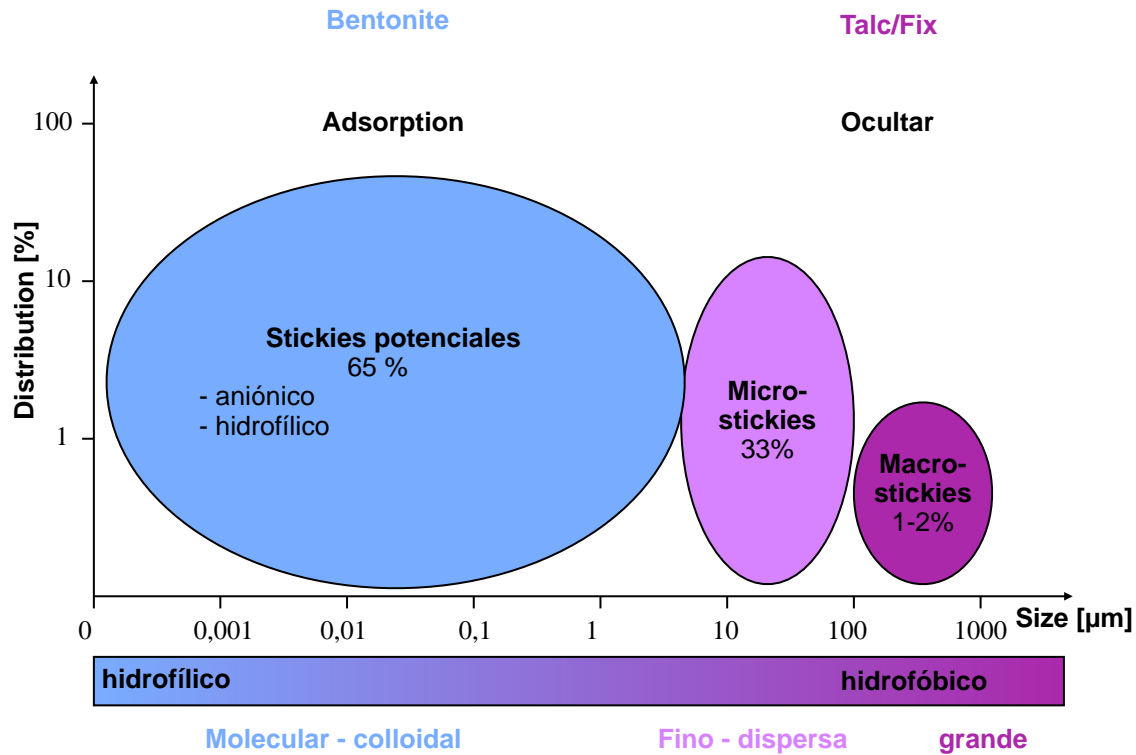 Bentonite
Talc/Fix
100
Adsorption
Ocultar
Distribution [%]
10
Stickies potenciales
65 %
- aniónico
- hidrofílico
Micro-
stickies
33%
1
Macro-
stickies
1-2%
0
0,001
0,01
0,1
1
10
100
1000
Size [µm]
hidrofílico
hidrofóbico
Molecular - colloidal
Fino - dispersa
grande